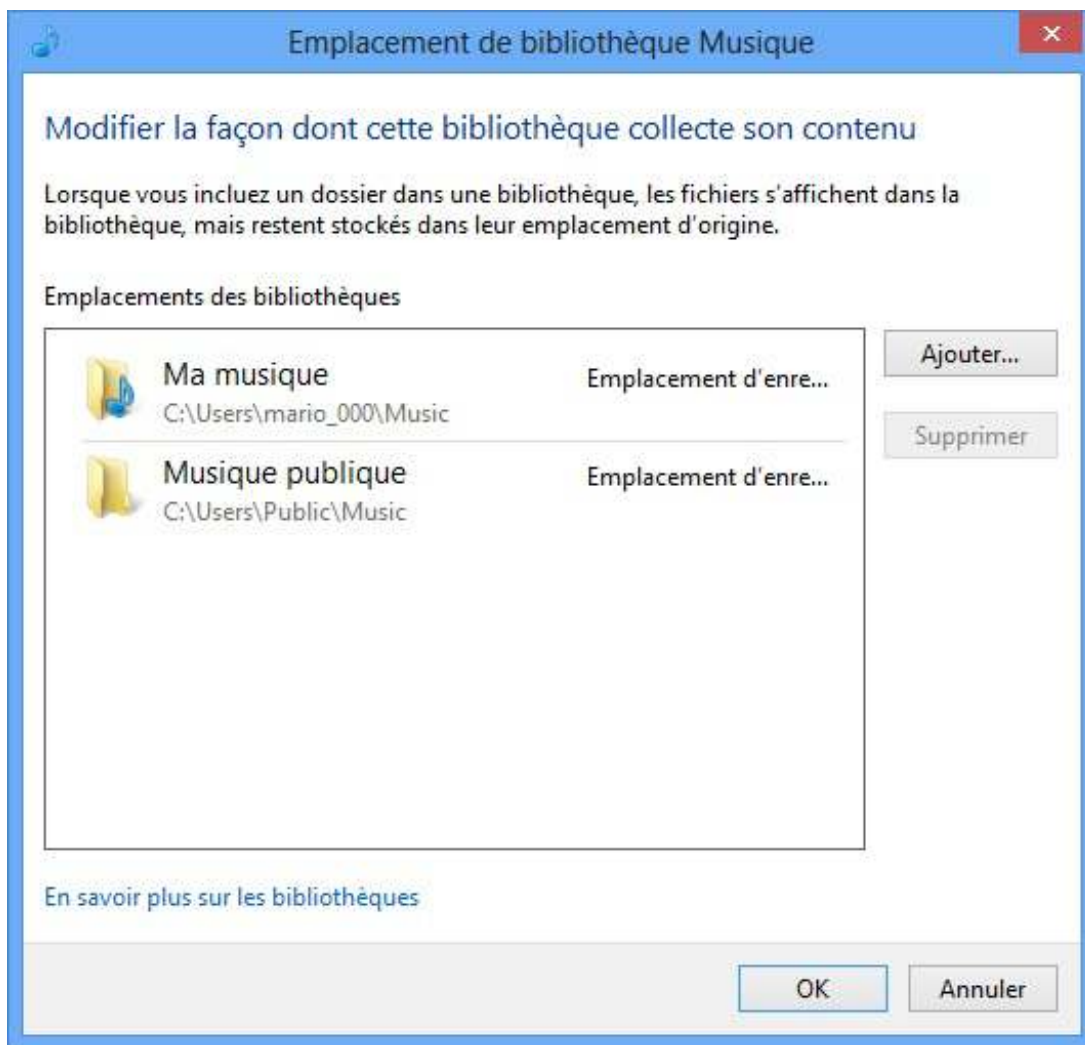 Emplacement de bibliothèque Musique
Modifier la façon dont cette bibliothèque collecte son contenu
Lorsque vous incluez un dossier dans une bibliothèque, les fichiers s'affichent dans la
bibliothèque, mais restent stockés dans leur emplacement d'origine.
Emplacements des bibliothèques
Ma musique
Emplacement d'enre...
C:\Users\mario_000\Music
Musique publique
Emplacement d'enre...
C:\Users\Public\Music
Ajouter...
Supprimer
En savoir plus sur les bibliothèques
OK
Annuler